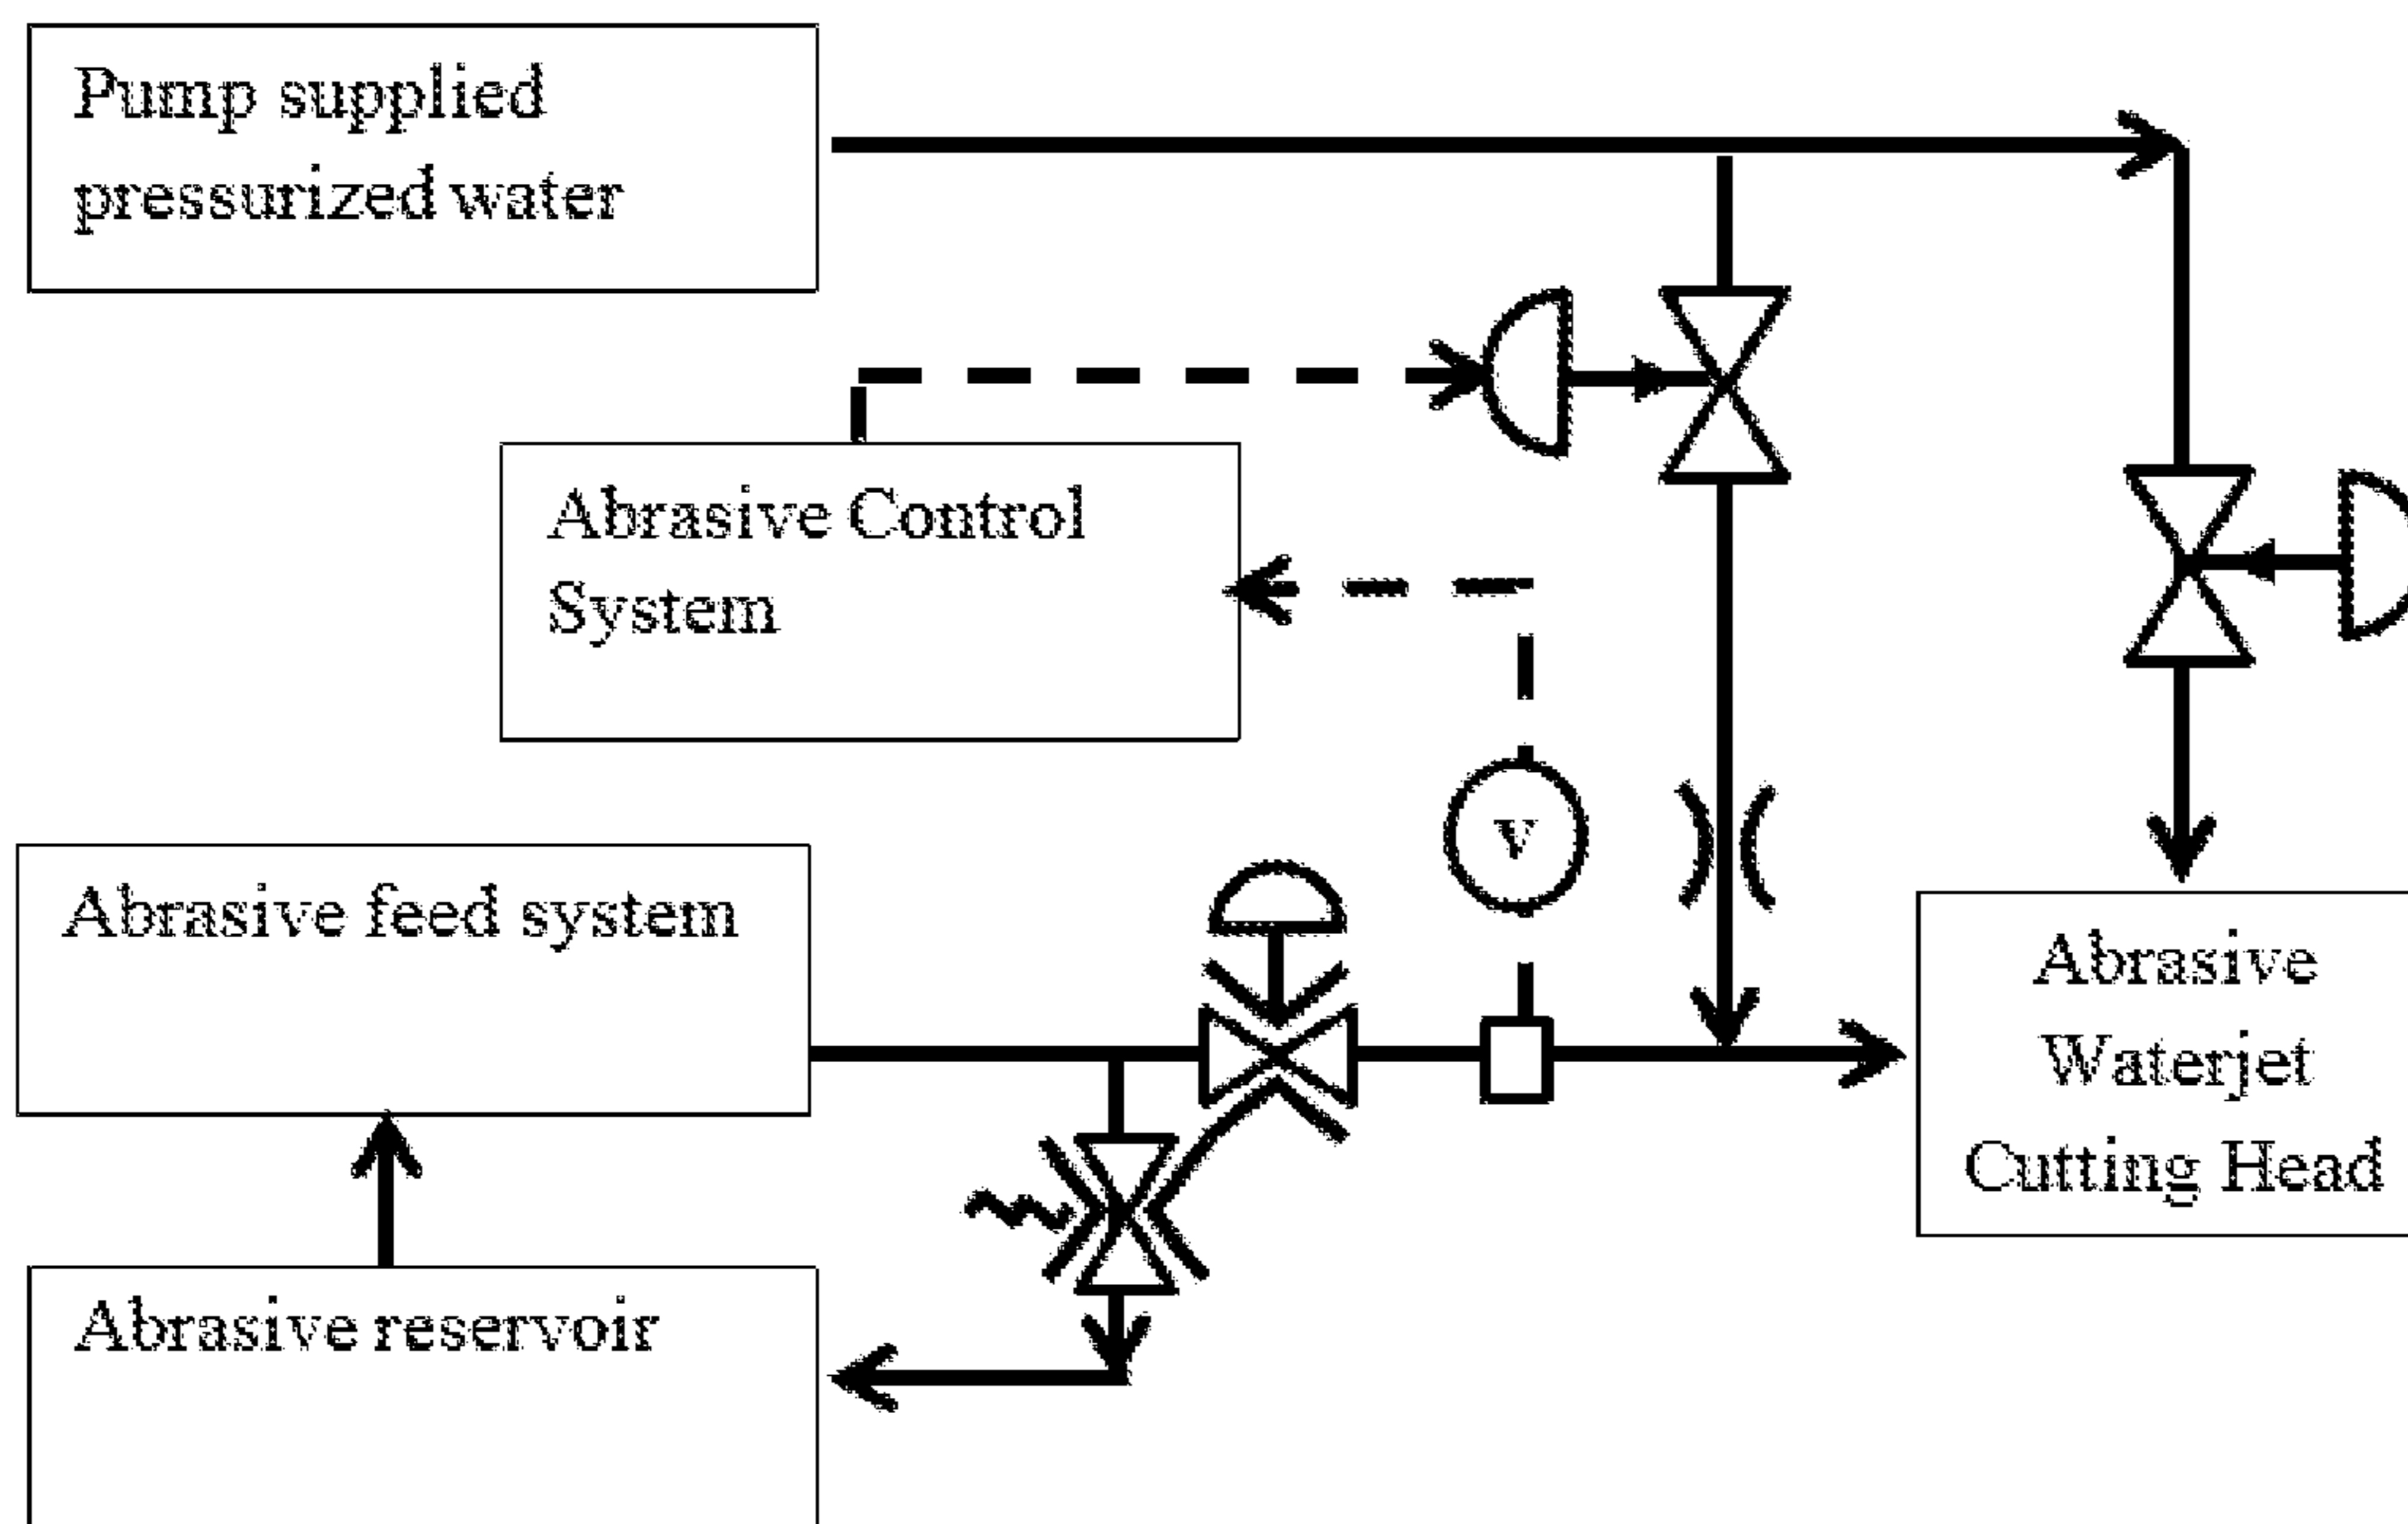 Pump supplied
pressurized water
Abrasive Control
System
V
Abrasive feed system
Abrasive
Waterjet
Cutting Head
Abrasive reservoir